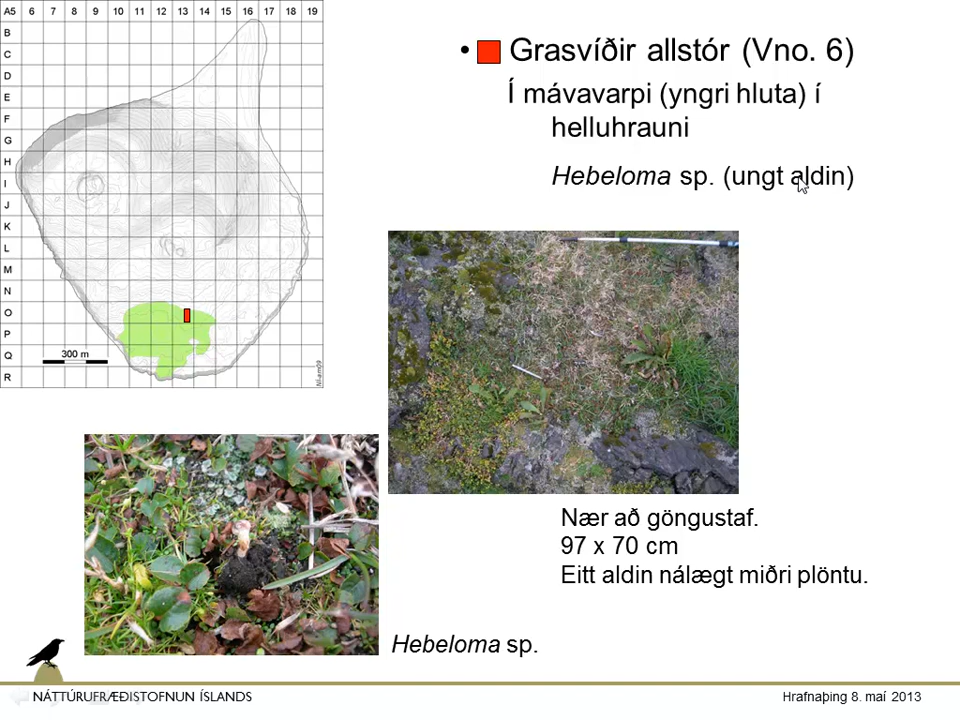 A5 6 7 8 9 10 11 12 13 14 15 16 17 18 19
B
C
D
E
F
G
H
I
J
K
L
M
N
O
P
Q
R
300 m
• Grasvíðir allstór (Vno. 6)
Í mávavarpi (yngri hluta) í
helluhrauni
Hebeloma sp. (ungt aldin)
Nær að göngustaf.
97 x 70 cm
Eitt aldin nálægt miðri plöntu.
Hebeloma sp.
NÁTTÚRUFRÆÐISTOFNUN ÍSLANDS
Hrafnaþing 8. maí 2013